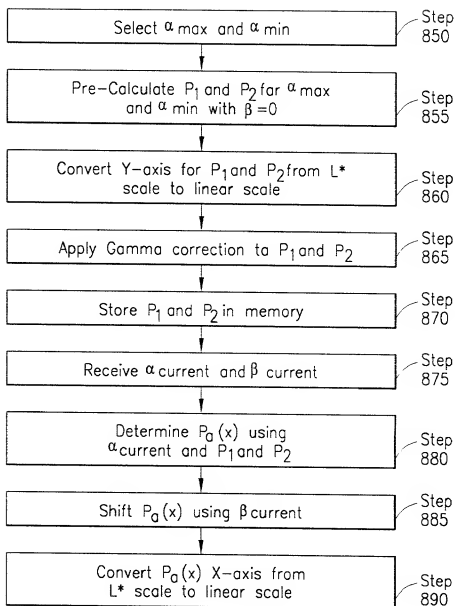 Select α max and α min
Step
850
Pre-Calculate P1 and P2 for α max
and α min with β=0
Step
855
Convert Y-axis for P1 and P2 from L*
scale to linear scale
Step
860
Apply Gamma correction to P1 and P2
Step
865
Store P1 and P2 in memory
Step
870
Receive α current and β current
Step
875
Determine Pa(x) using
αcurrent and P1 and P2
Step
880
Shift Pa(x) using β current
Step
885
Convert Pa(x) X-axis from
L* scale to linear scale
Step
890